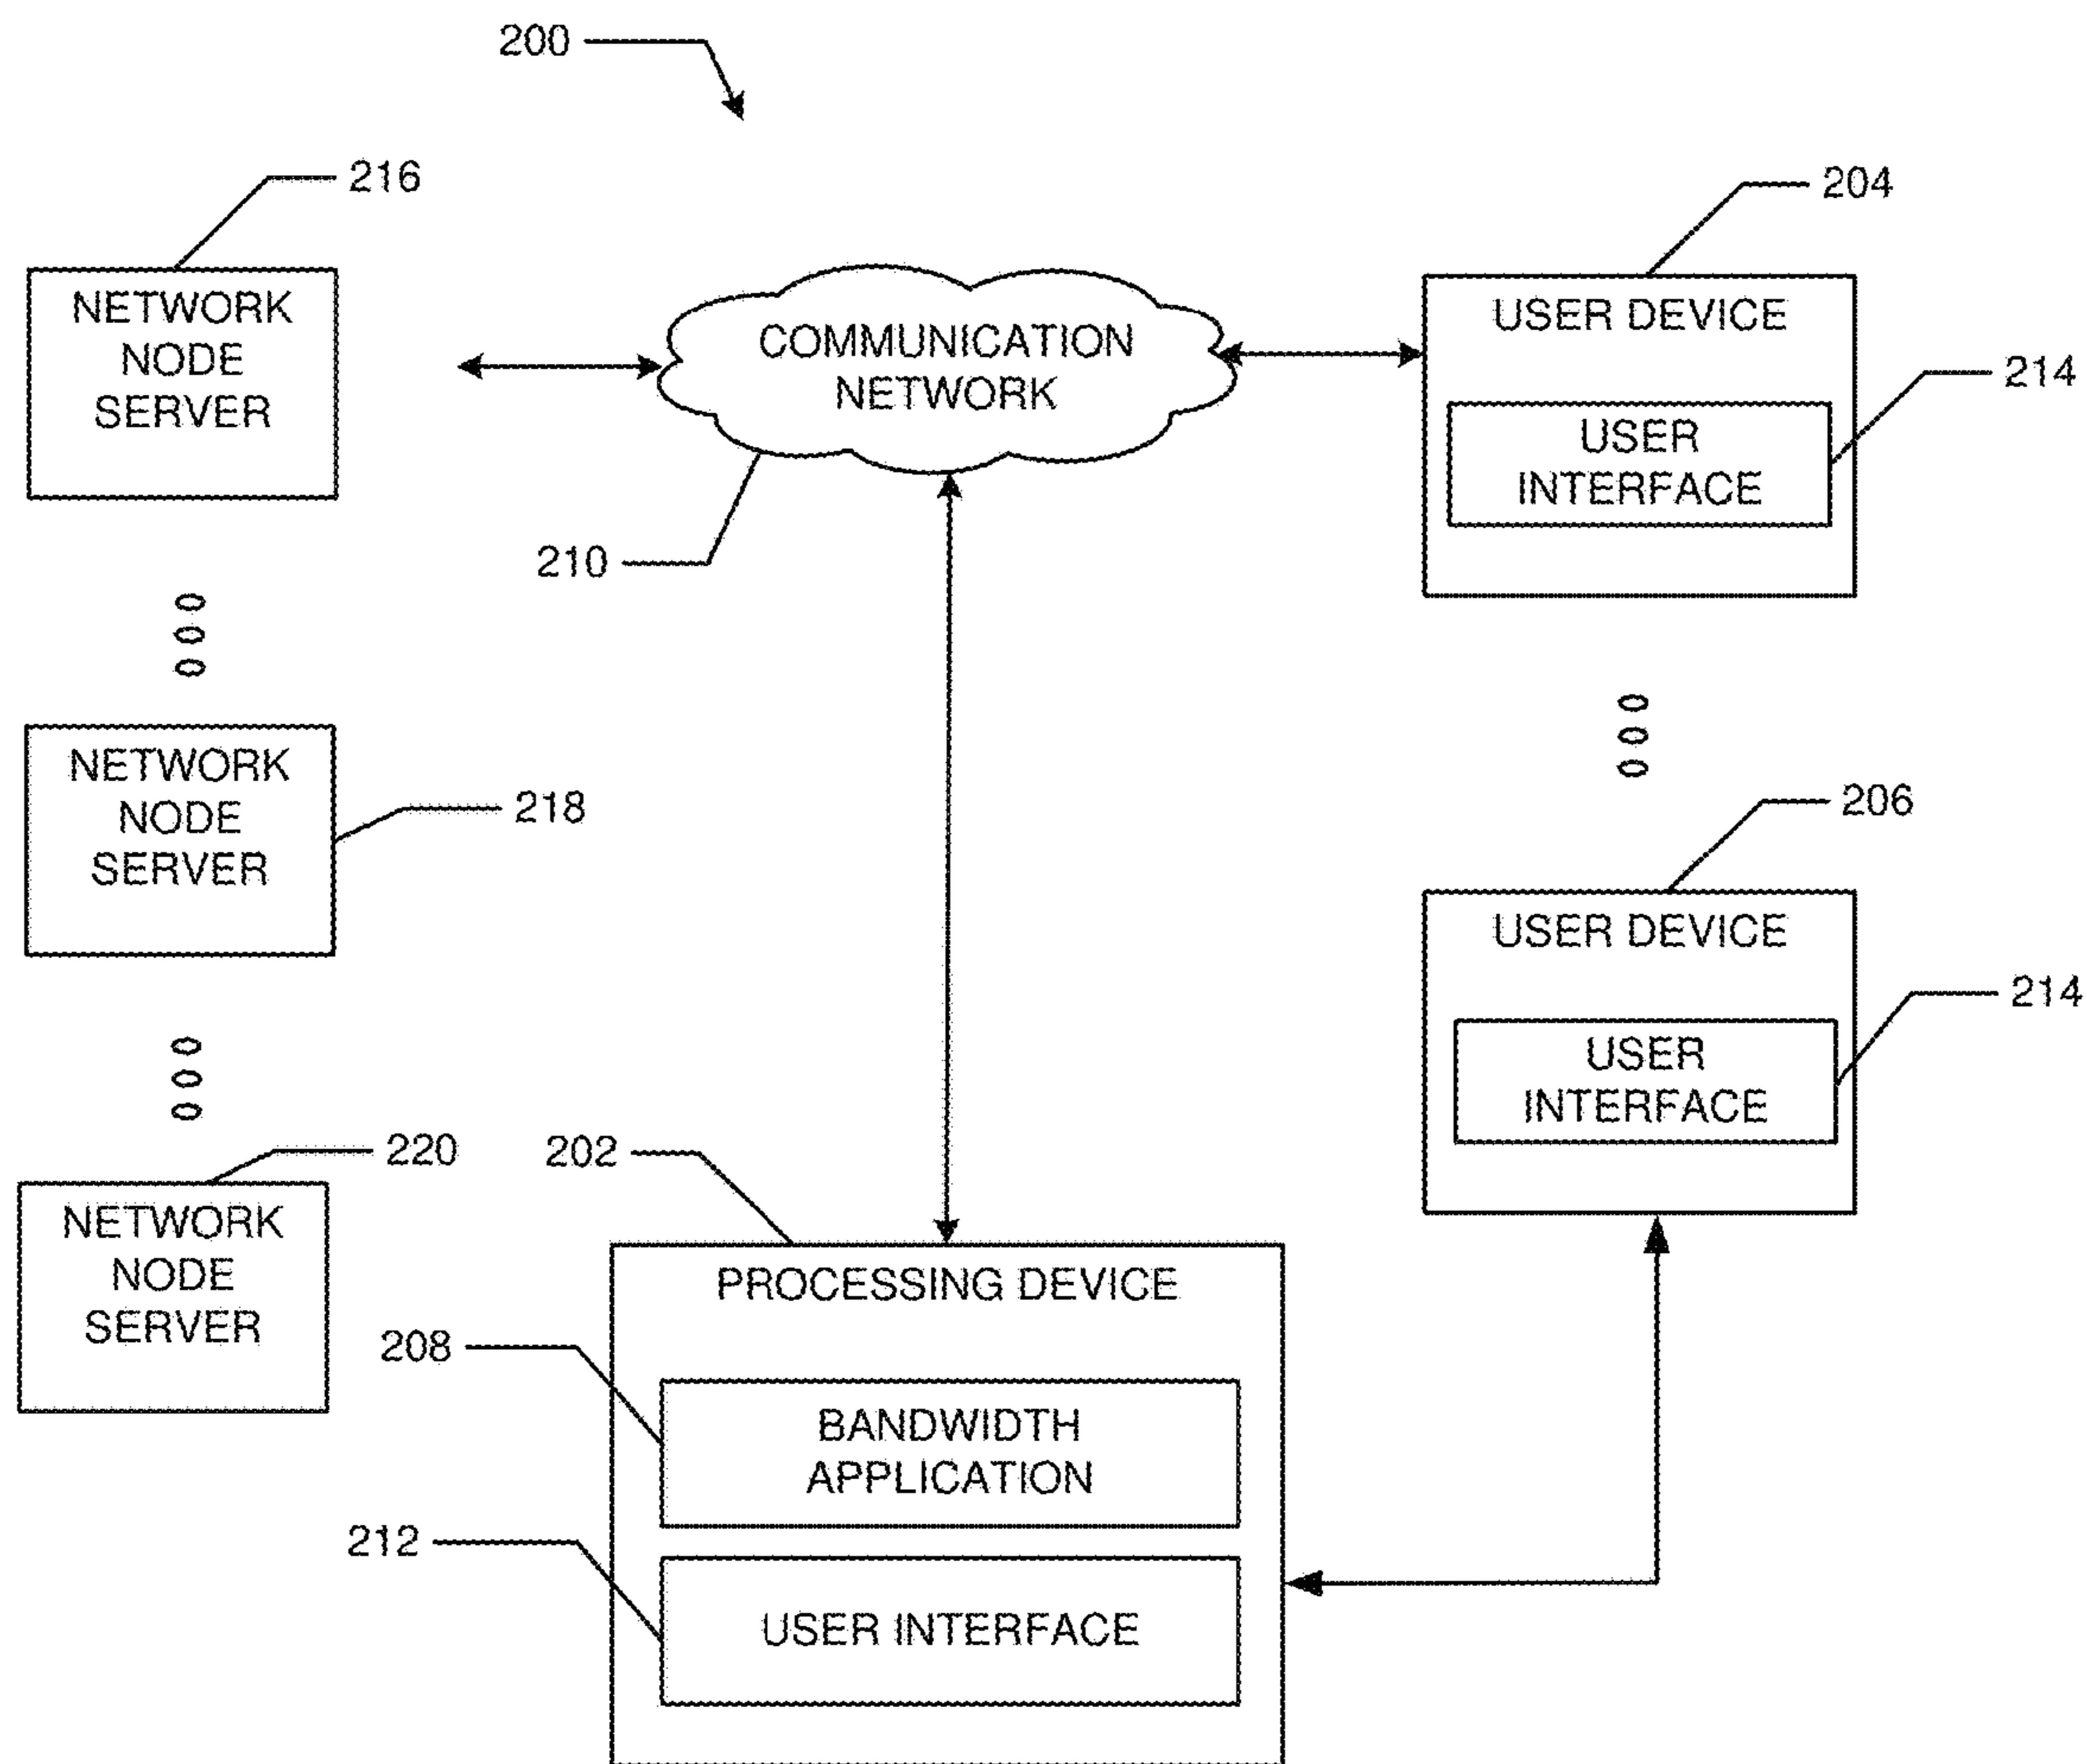 200
216
204
NETWORK
NODE
SERVER
COMMUNICATION
NETWORK
USER DEVICE
214
USER
INTERFACE
210
NETWORK
NODE
SERVER
218
206
USER DEVICE
214
USER
INTERFACE
220
202
NETWORK
NODE
SERVER
PROCESSING DEVICE
208
BANDWIDTH
APPLICATION
212
USER INTERFACE